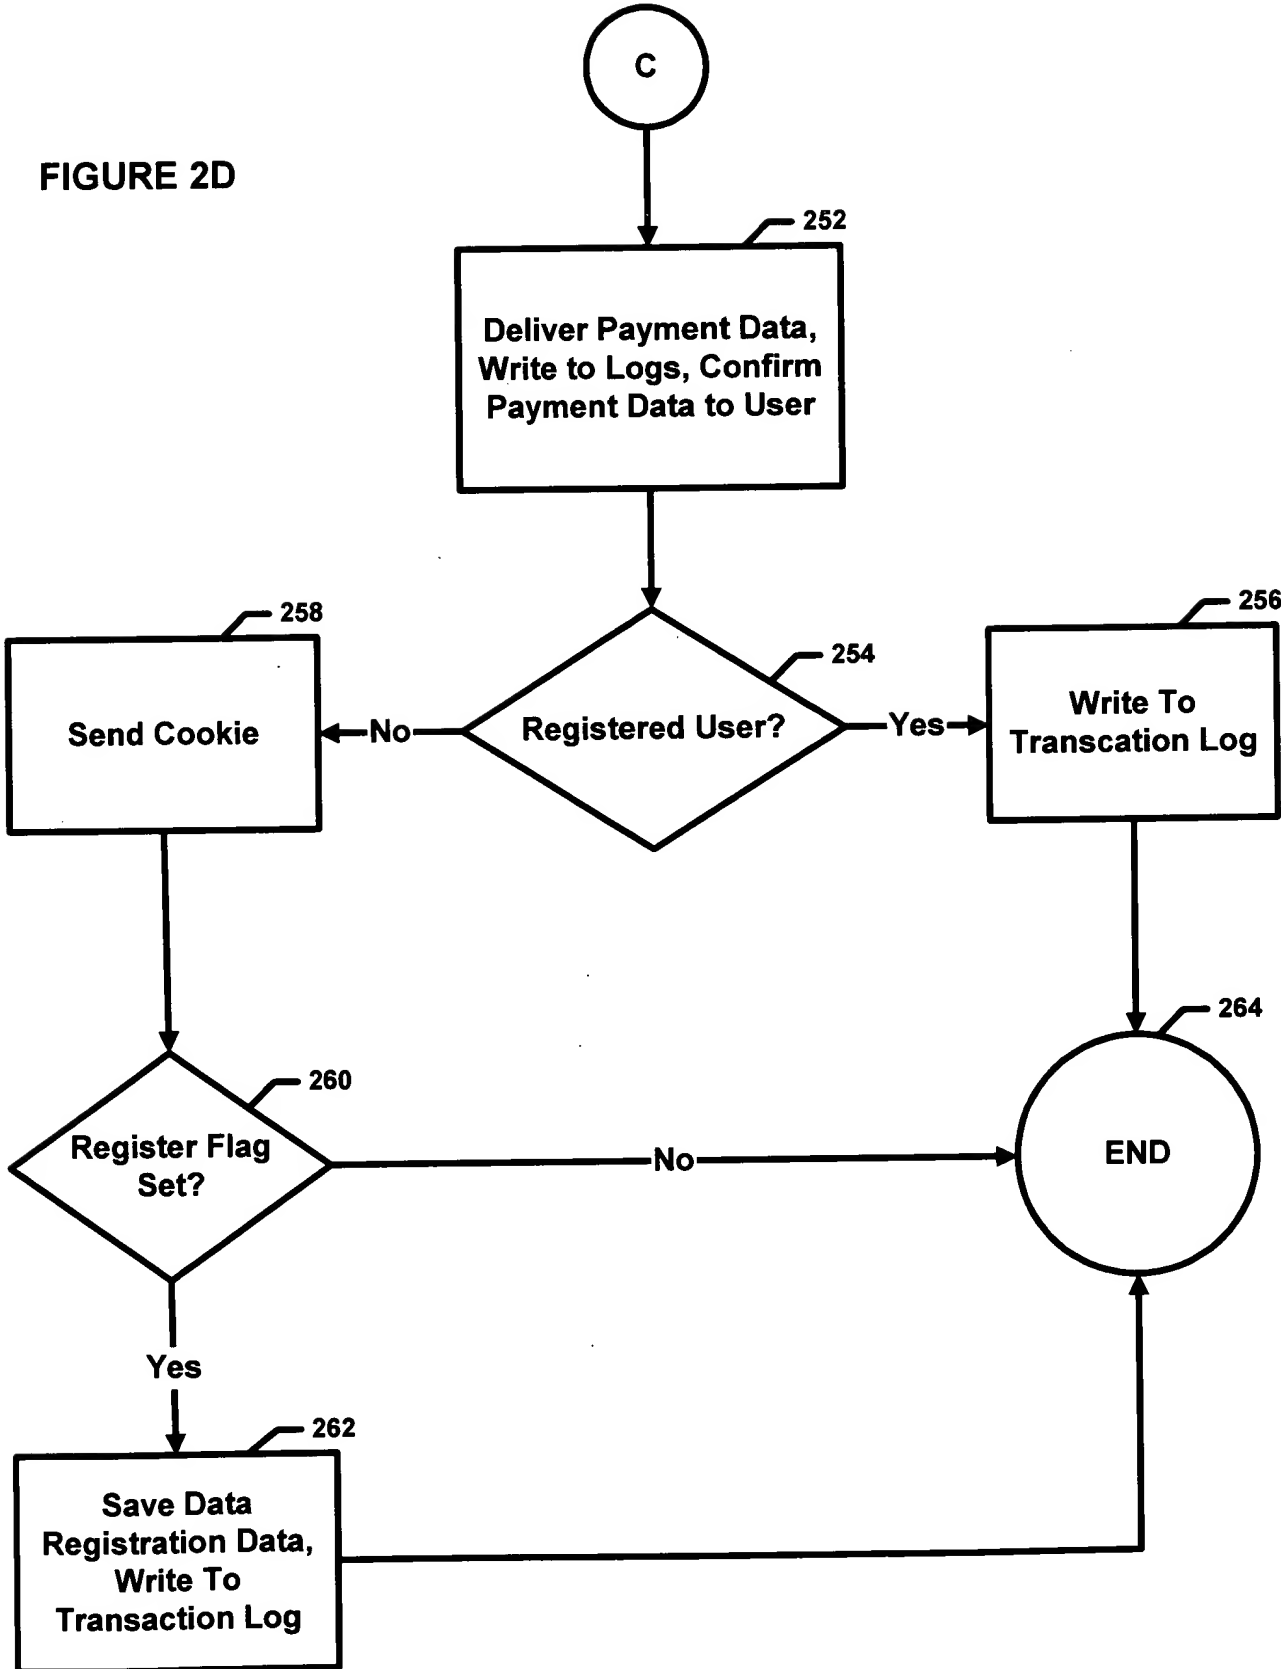 C
FIGURE 2D
252
Deliver Payment Data,
Write to Logs, Confirm
Payment Data to User
258
256
254
Send Cookie
No
Registered User?
Yes
Write To
Transcation Log
264
260
Register Flag
Set?
No
END
Yes
262
Save Data
Registration Data,
Write To
Transaction Log